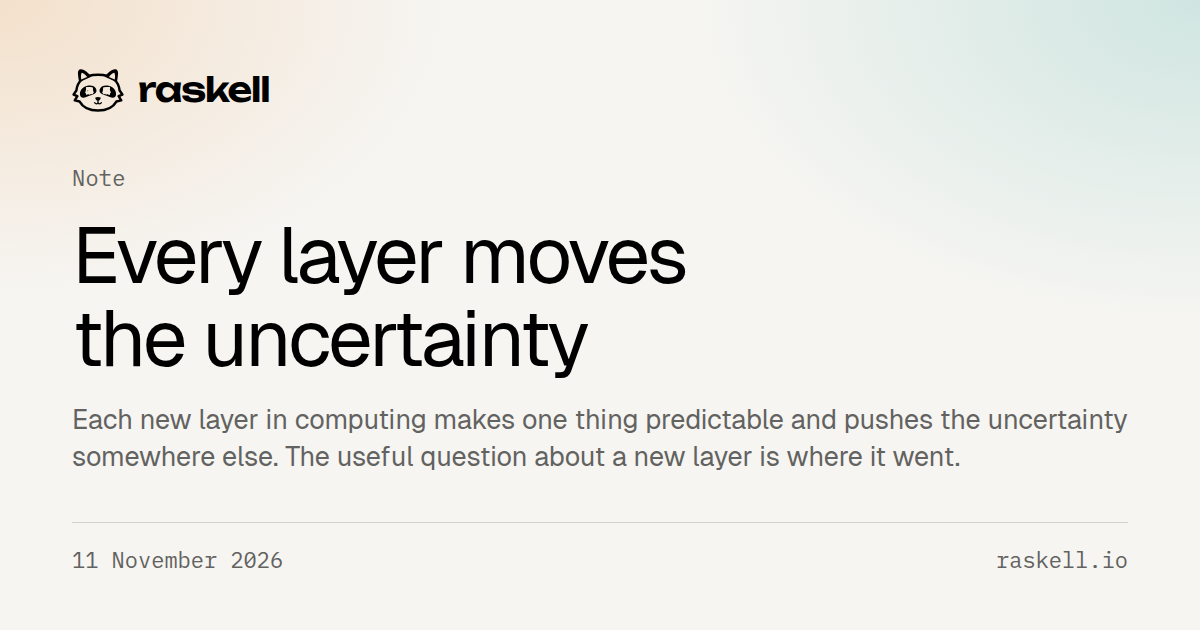 raskell
Note
Every layer moves
the uncertainty
Each new layer in computing makes one thing predictable and pushes the uncertainty
somewhere else. The useful question about a new layer is where it went.
11 November 2026
raskell.io